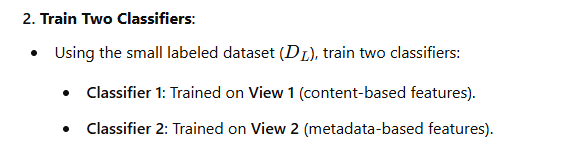 2. Train Two Classifiers:
• Using the small labeled dataset (D_L), train two classifiers:
• Classifier 1: Trained on View 1 (content-based features).
• Classifier 2: Trained on View 2 (metadata-based features).